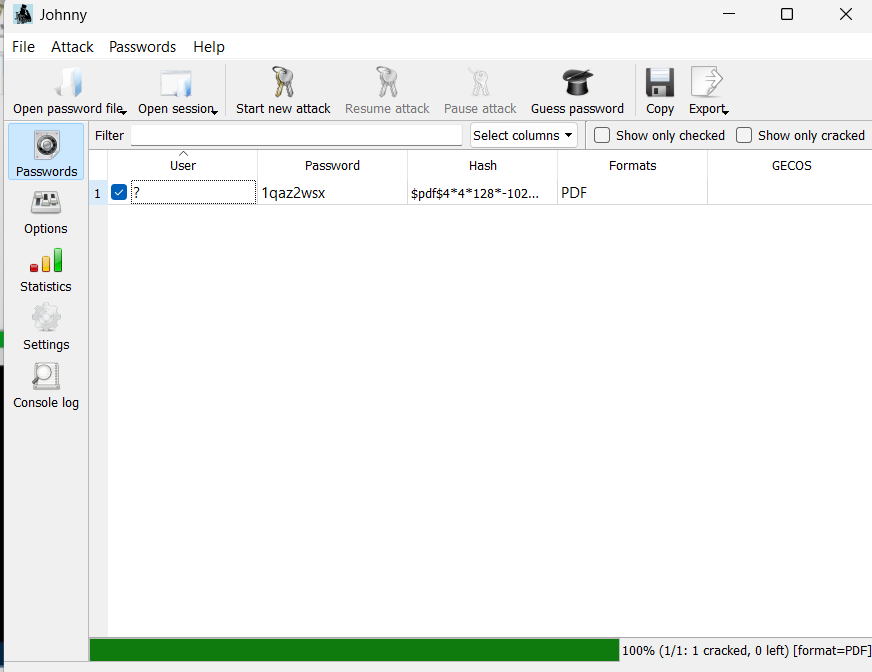 Johnny
File Attack Passwords Help
Open password file Open session Start new attack Resume attack Pause attack Guess password Copy Export
Filter Select columns Show only checked Show only cracked
Passwords
Options
Statistics
Settings
Console log
User Password Hash Formats GECOS
1 ? 1qaz2wsx $pdf$4*4*128*-102... PDF
100% (1/1: 1 cracked, 0 left) [format=PDF]